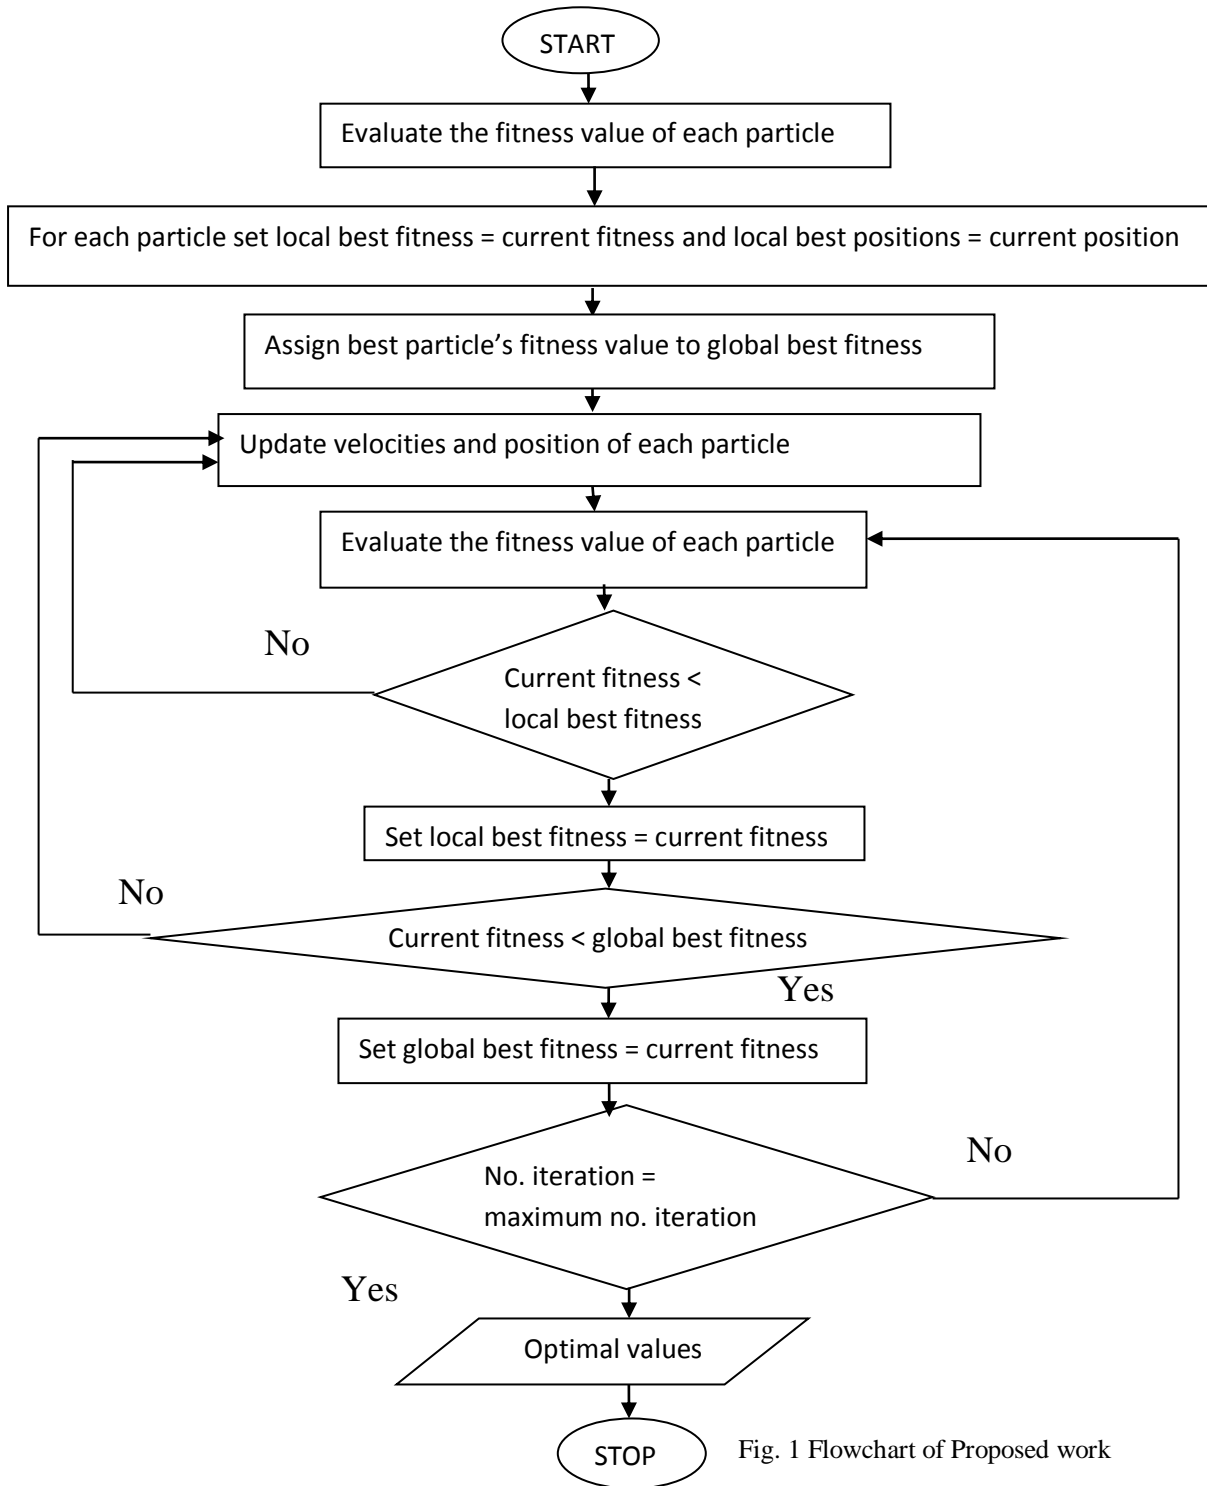 START
Evaluate the fitness value of each particle
For each particle set local best fitness = current fitness and local best positions = current position
Assign best particle’s fitness value to global best fitness
Update velocities and position of each particle
Evaluate the fitness value of each particle
No
Current fitness <
local best fitness
Set local best fitness = current fitness
No
Current fitness < global best fitness
Yes
Set global best fitness = current fitness
No
No. iteration =
maximum no. iteration
Yes
Optimal values
STOP
Fig. 1 Flowchart of Proposed work